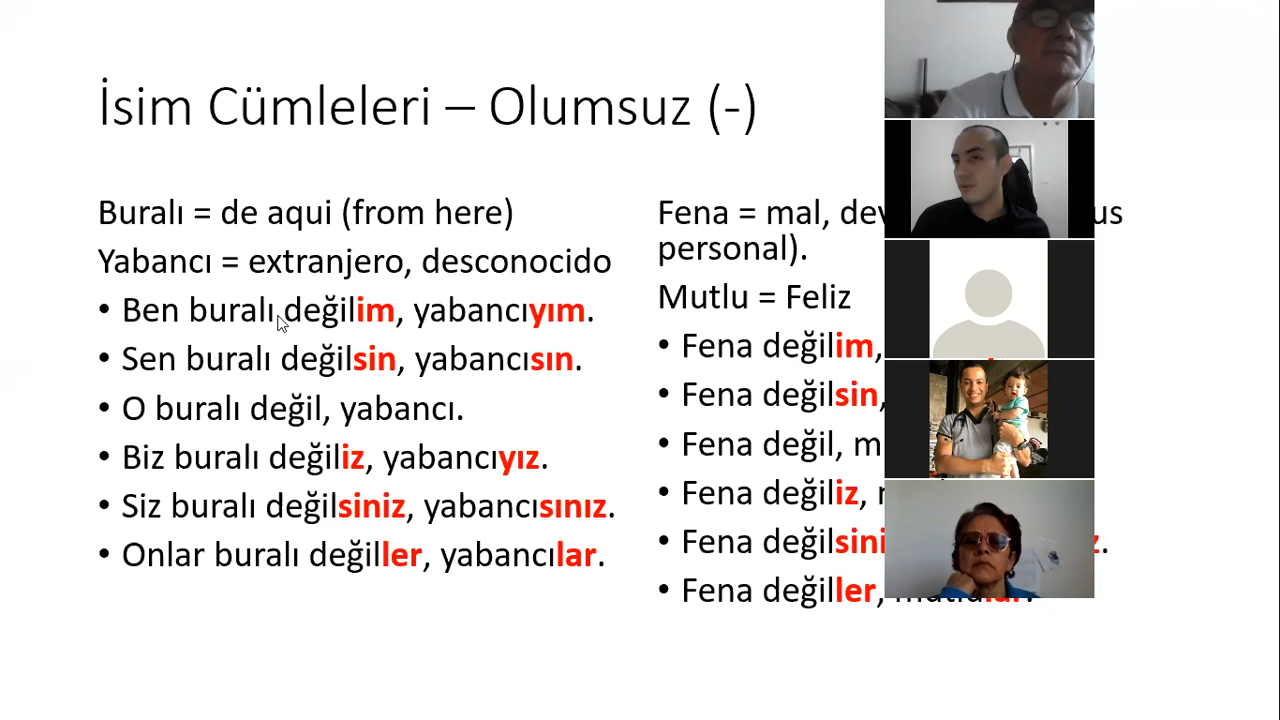 İsim Cümleleri – Olumsuz (-)
Buralı = de aqui (from here)
Yabancı = extranjero, desconocido
• Ben buralı değilim, yabancıyım.
• Sen buralı değilsin, yabancısın.
• O buralı değil, yabancı.
• Biz buralı değiliz, yabancıyız.
• Siz buralı değilsiniz, yabancısınız.
• Onlar buralı değiller, yabancılar.
Fena = mal,
personal).
Mutlu = Feliz
• Fena değilim,
• Fena değilsin,
• Fena değil,
• Fena değiliz,
• Fena
• Fena değiller,